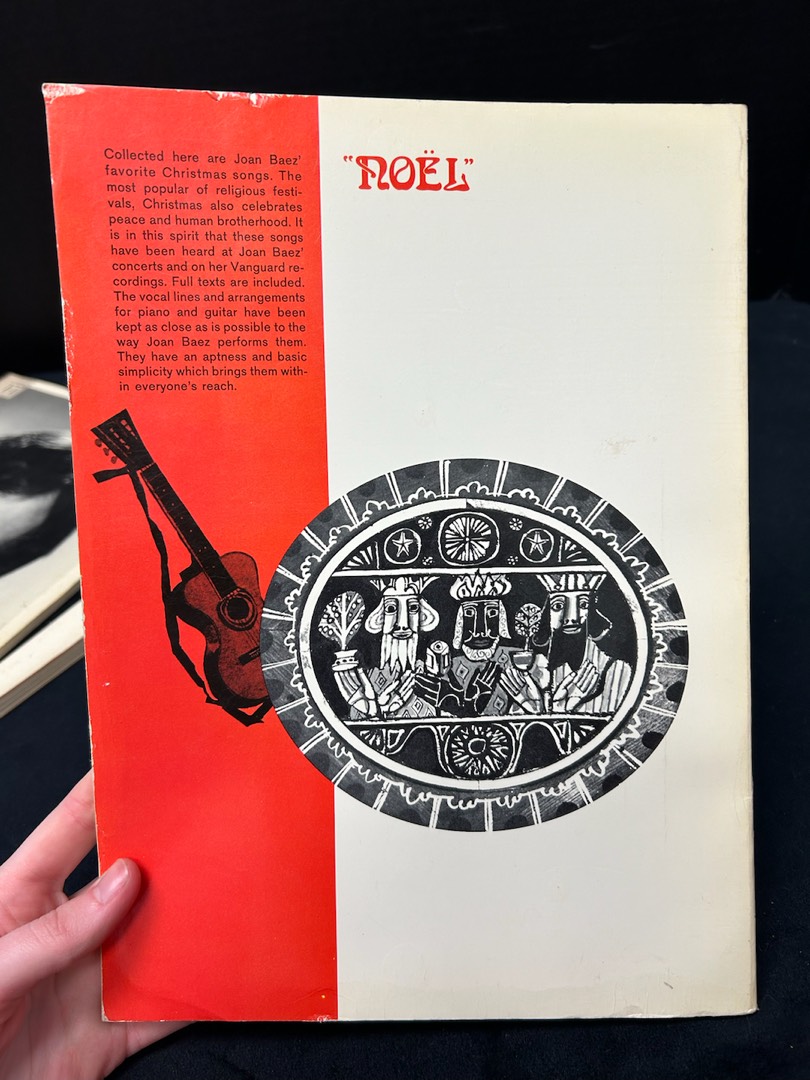 Collected here are Joan Baez'
favorite Christmas songs. The
most popular of religious festi-
vals, Christmas also celebrates
peace and human brotherhood. It
is in this spirit that these songs
have been heard at Joan Baez'
concerts and on her Vanguard re-
cordings. Full texts are included.
The vocal lines and arrangements
for piano and guitar have been
kept as close as is possible to the
way Joan Baez performs them.
They have an aptness and basic
simplicity which brings them with-
in everyone's reach.
"NOËL"